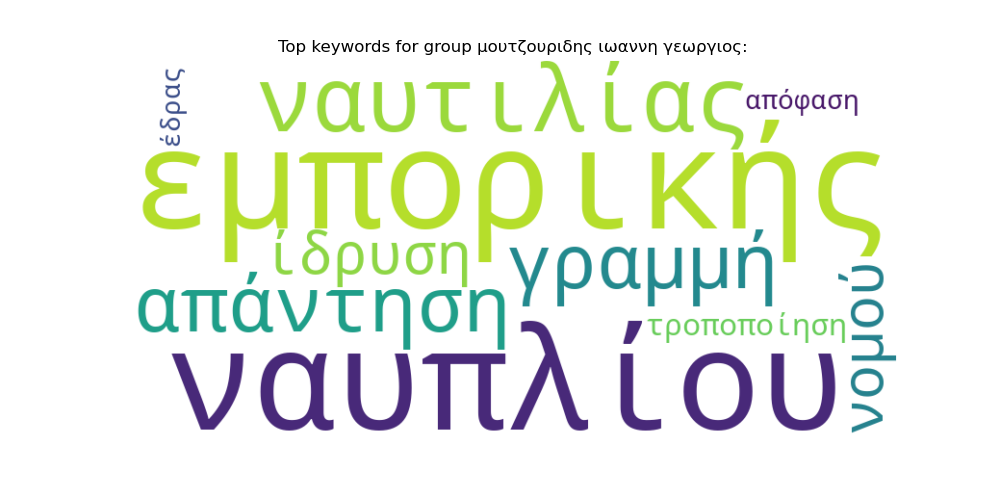 Top keywords for group μουτζουριδης ιωαννη γεωργιος:
έδρας
ναυτιλίας
απόφαση
εμπορικής
ίδρυση
γραμμή
απάντηση
τροποποίηση
νομού
ναυπλίου